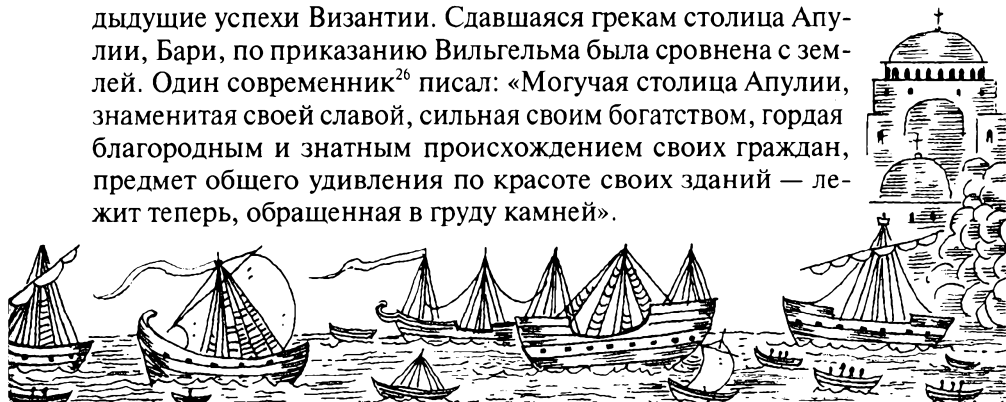 дыдущие успехи Византии. Сдавшаяся грекам столица Апу-
лии, Бари, по приказанию Вильгельма была сровнена с зем-
лей. Один современник²⁶ писал: «Могучая столица Апулии,
знаменитая своей славой, сильная своим богатством, гордая
благородным и знатным происхождением своих граждан,
предмет общего удивления по красоте своих зданий — ле-
жит теперь, обращенная в груду камней».